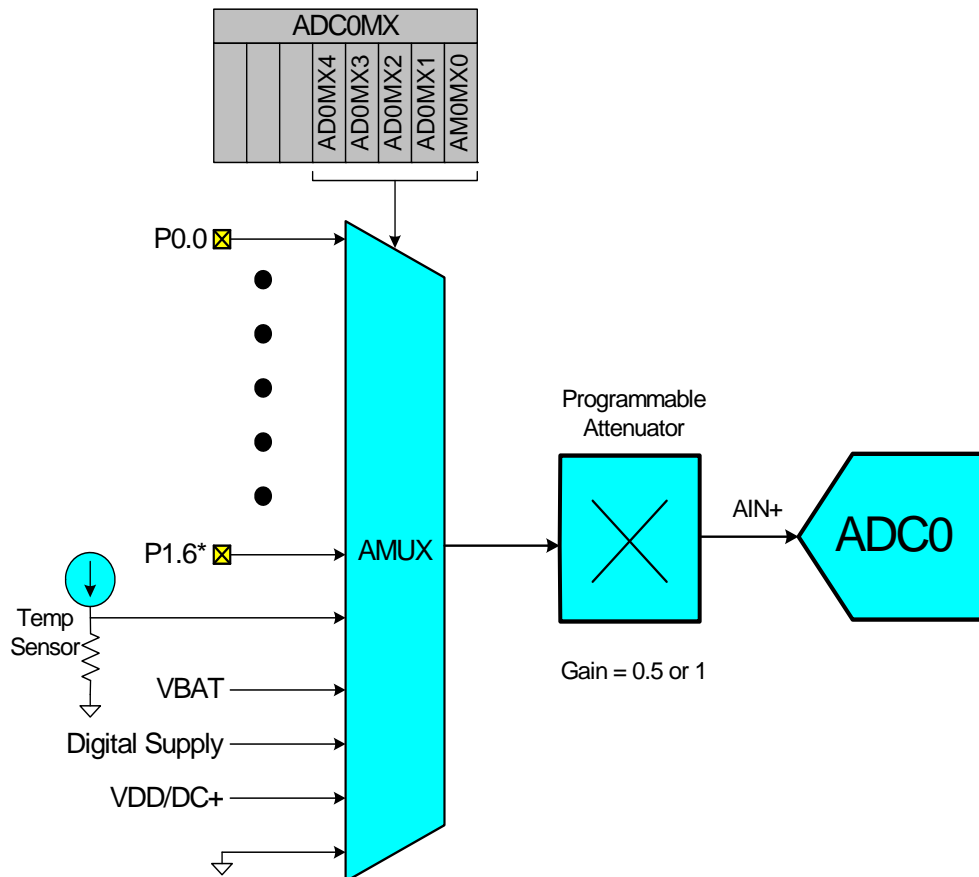 ADC0MX
AD0MX4
AD0MX3
AD0MX2
AD0MX1
AM0MX0
P0.0
Programmable
Attenuator
AIN+
ADC0
P1.6*
AMUX
Temp
Sensor
Gain = 0.5 or 1
VBAT
Digital Supply
VDD/DC+